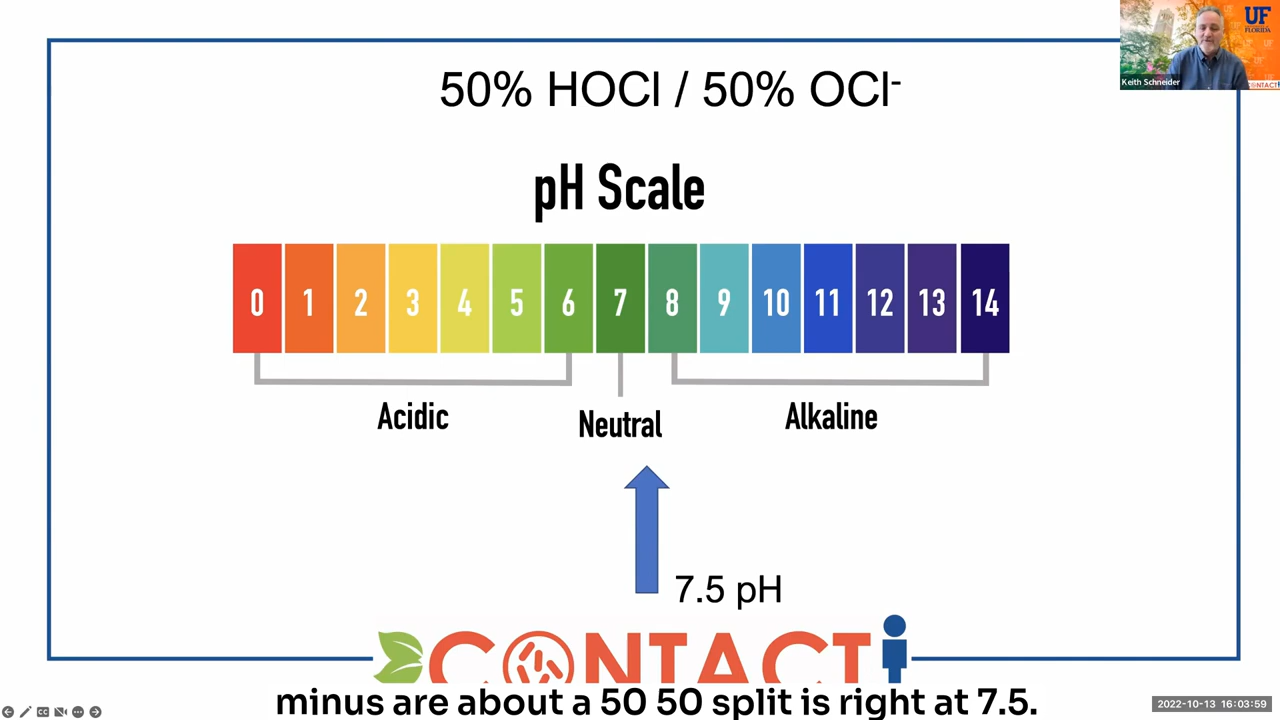 UF
FLORIDA
Keith Schneider
50% HOCl / 50% OCl⁻
pH Scale
0 1 2 3 4 5 6 7 8 9 10 11 12 13 14
Acidic
Neutral
Alkaline
7.5 pH
CONTACT
minus are about a 50 50 split is right at 7.5.
2022-10-13 16:03:59